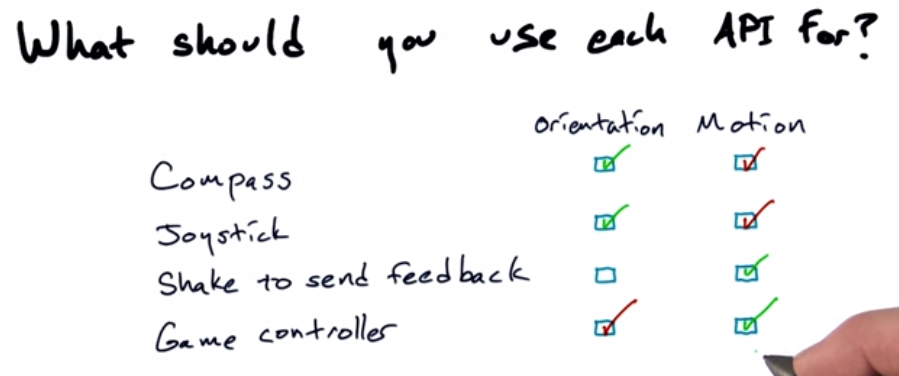 What should you use each API for?
Orientation Motion
Compass
Joystick
Shake to send feedback
Game controller